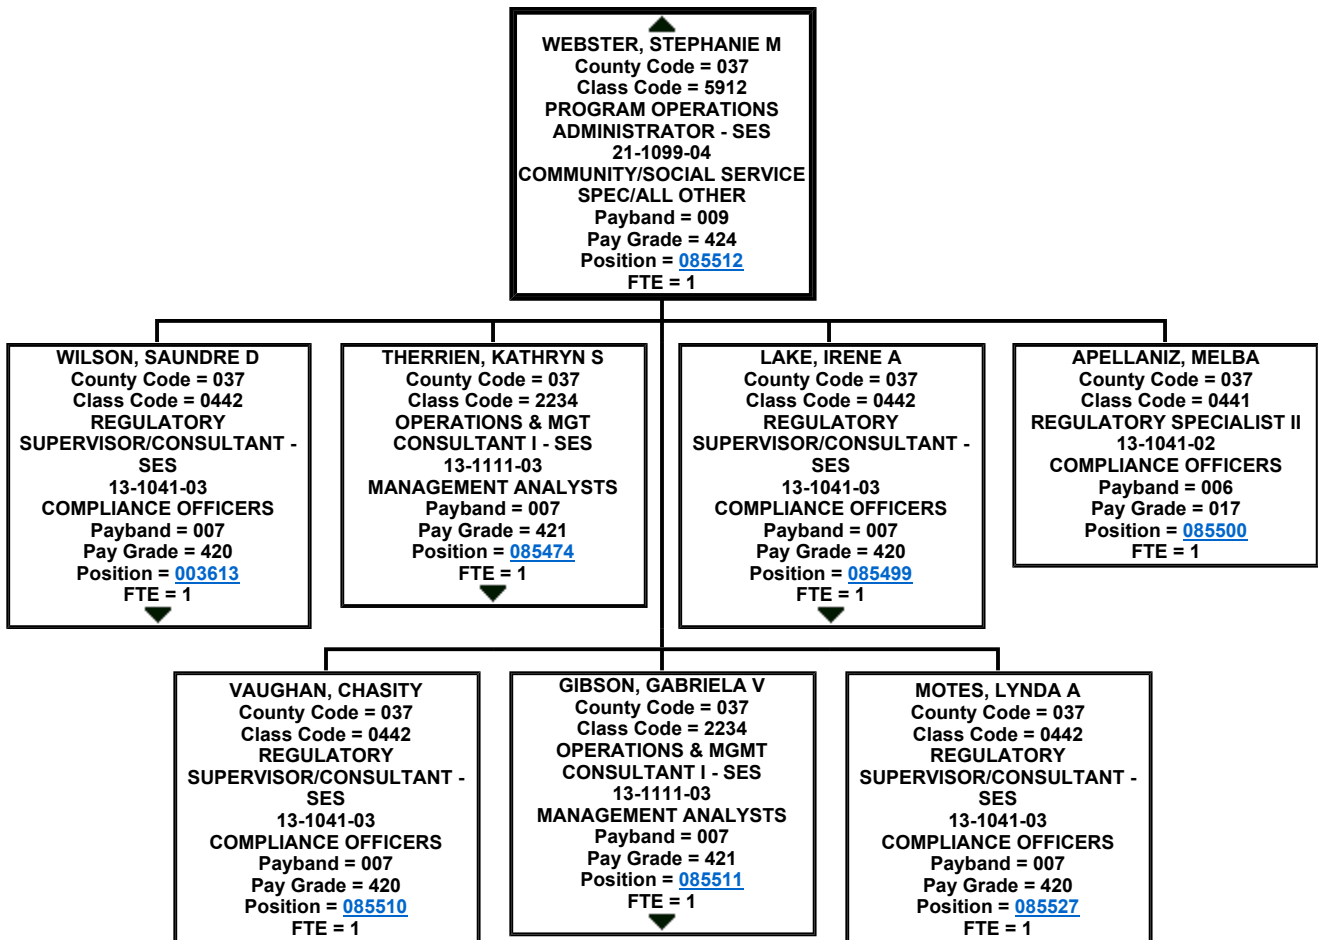 WEBSTER, STEPHANIE M
County Code = 037
Class Code = 5912
PROGRAM OPERATIONS
ADMINISTRATOR - SES
21-1099-04
COMMUNITY/SOCIAL SERVICE
SPEC/ALL OTHER
Payband = 009
Pay Grade = 424
Position = 085512
FTE = 1
WILSON, SAUNDRE D
County Code = 037
Class Code = 0442
REGULATORY
SUPERVISOR/CONSULTANT -
SES
13-1041-03
COMPLIANCE OFFICERS
Payband = 007
Pay Grade = 420
Position = 003613
FTE = 1
THERRIEN, KATHRYN S
County Code = 037
Class Code = 2234
OPERATIONS & MGT
CONSULTANT I - SES
13-1111-03
MANAGEMENT ANALYSTS
Payband = 007
Pay Grade = 421
Position = 085474
FTE = 1
LAKE, IRENE A
County Code = 037
Class Code = 0442
REGULATORY
SUPERVISOR/CONSULTANT -
SES
13-1041-03
COMPLIANCE OFFICERS
Payband = 007
Pay Grade = 420
Position = 085499
FTE = 1
APELLANIZ, MELBA
County Code = 037
Class Code = 0441
REGULATORY SPECIALIST II
13-1041-02
COMPLIANCE OFFICERS
Payband = 006
Pay Grade = 017
Position = 085500
FTE = 1
VAUGHAN, CHASITY
County Code = 037
Class Code = 0442
REGULATORY
SUPERVISOR/CONSULTANT -
SES
13-1041-03
COMPLIANCE OFFICERS
Payband = 007
Pay Grade = 420
Position = 085510
FTE = 1
GIBSON, GABRIELA V
County Code = 037
Class Code = 2234
OPERATIONS & MGMT
CONSULTANT I - SES
13-1111-03
MANAGEMENT ANALYSTS
Payband = 007
Pay Grade = 421
Position = 085511
FTE = 1
MOTES, LYNDA A
County Code = 037
Class Code = 0442
REGULATORY
SUPERVISOR/CONSULTANT -
SES
13-1041-03
COMPLIANCE OFFICERS
Payband = 007
Pay Grade = 420
Position = 085527
FTE = 1